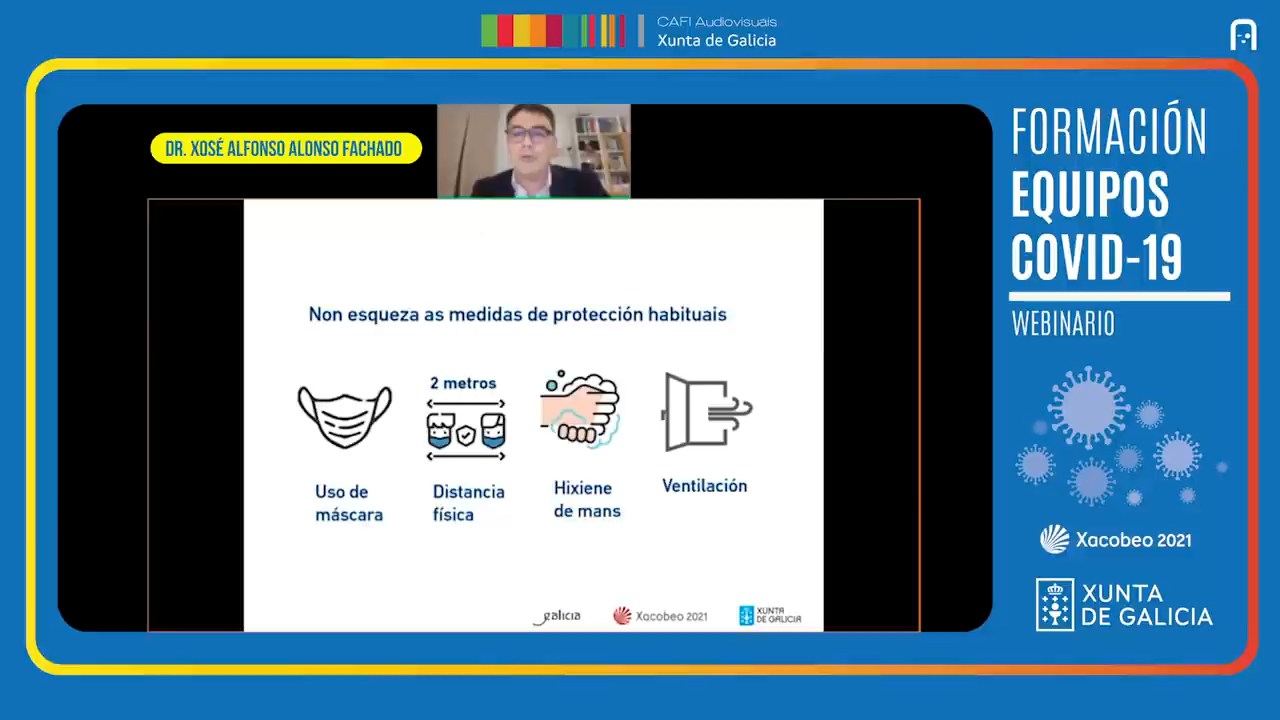 CAFI Audiovisuais
Xunta de Galicia
DR. XOSÉ ALFONSO ALONSO FACHADO
FORMACIÓN
EQUIPOS
COVID-19
WEBINARIO
Non esqueza as medidas de protección habituais
2 metros
Uso de
máscara
Distancia
física
Hixiene
de mans
Ventilación
galicia
Xacobeo 2021
XUNTA
DE GALICIA
Xacobeo 2021
XUNTA
DE GALICIA